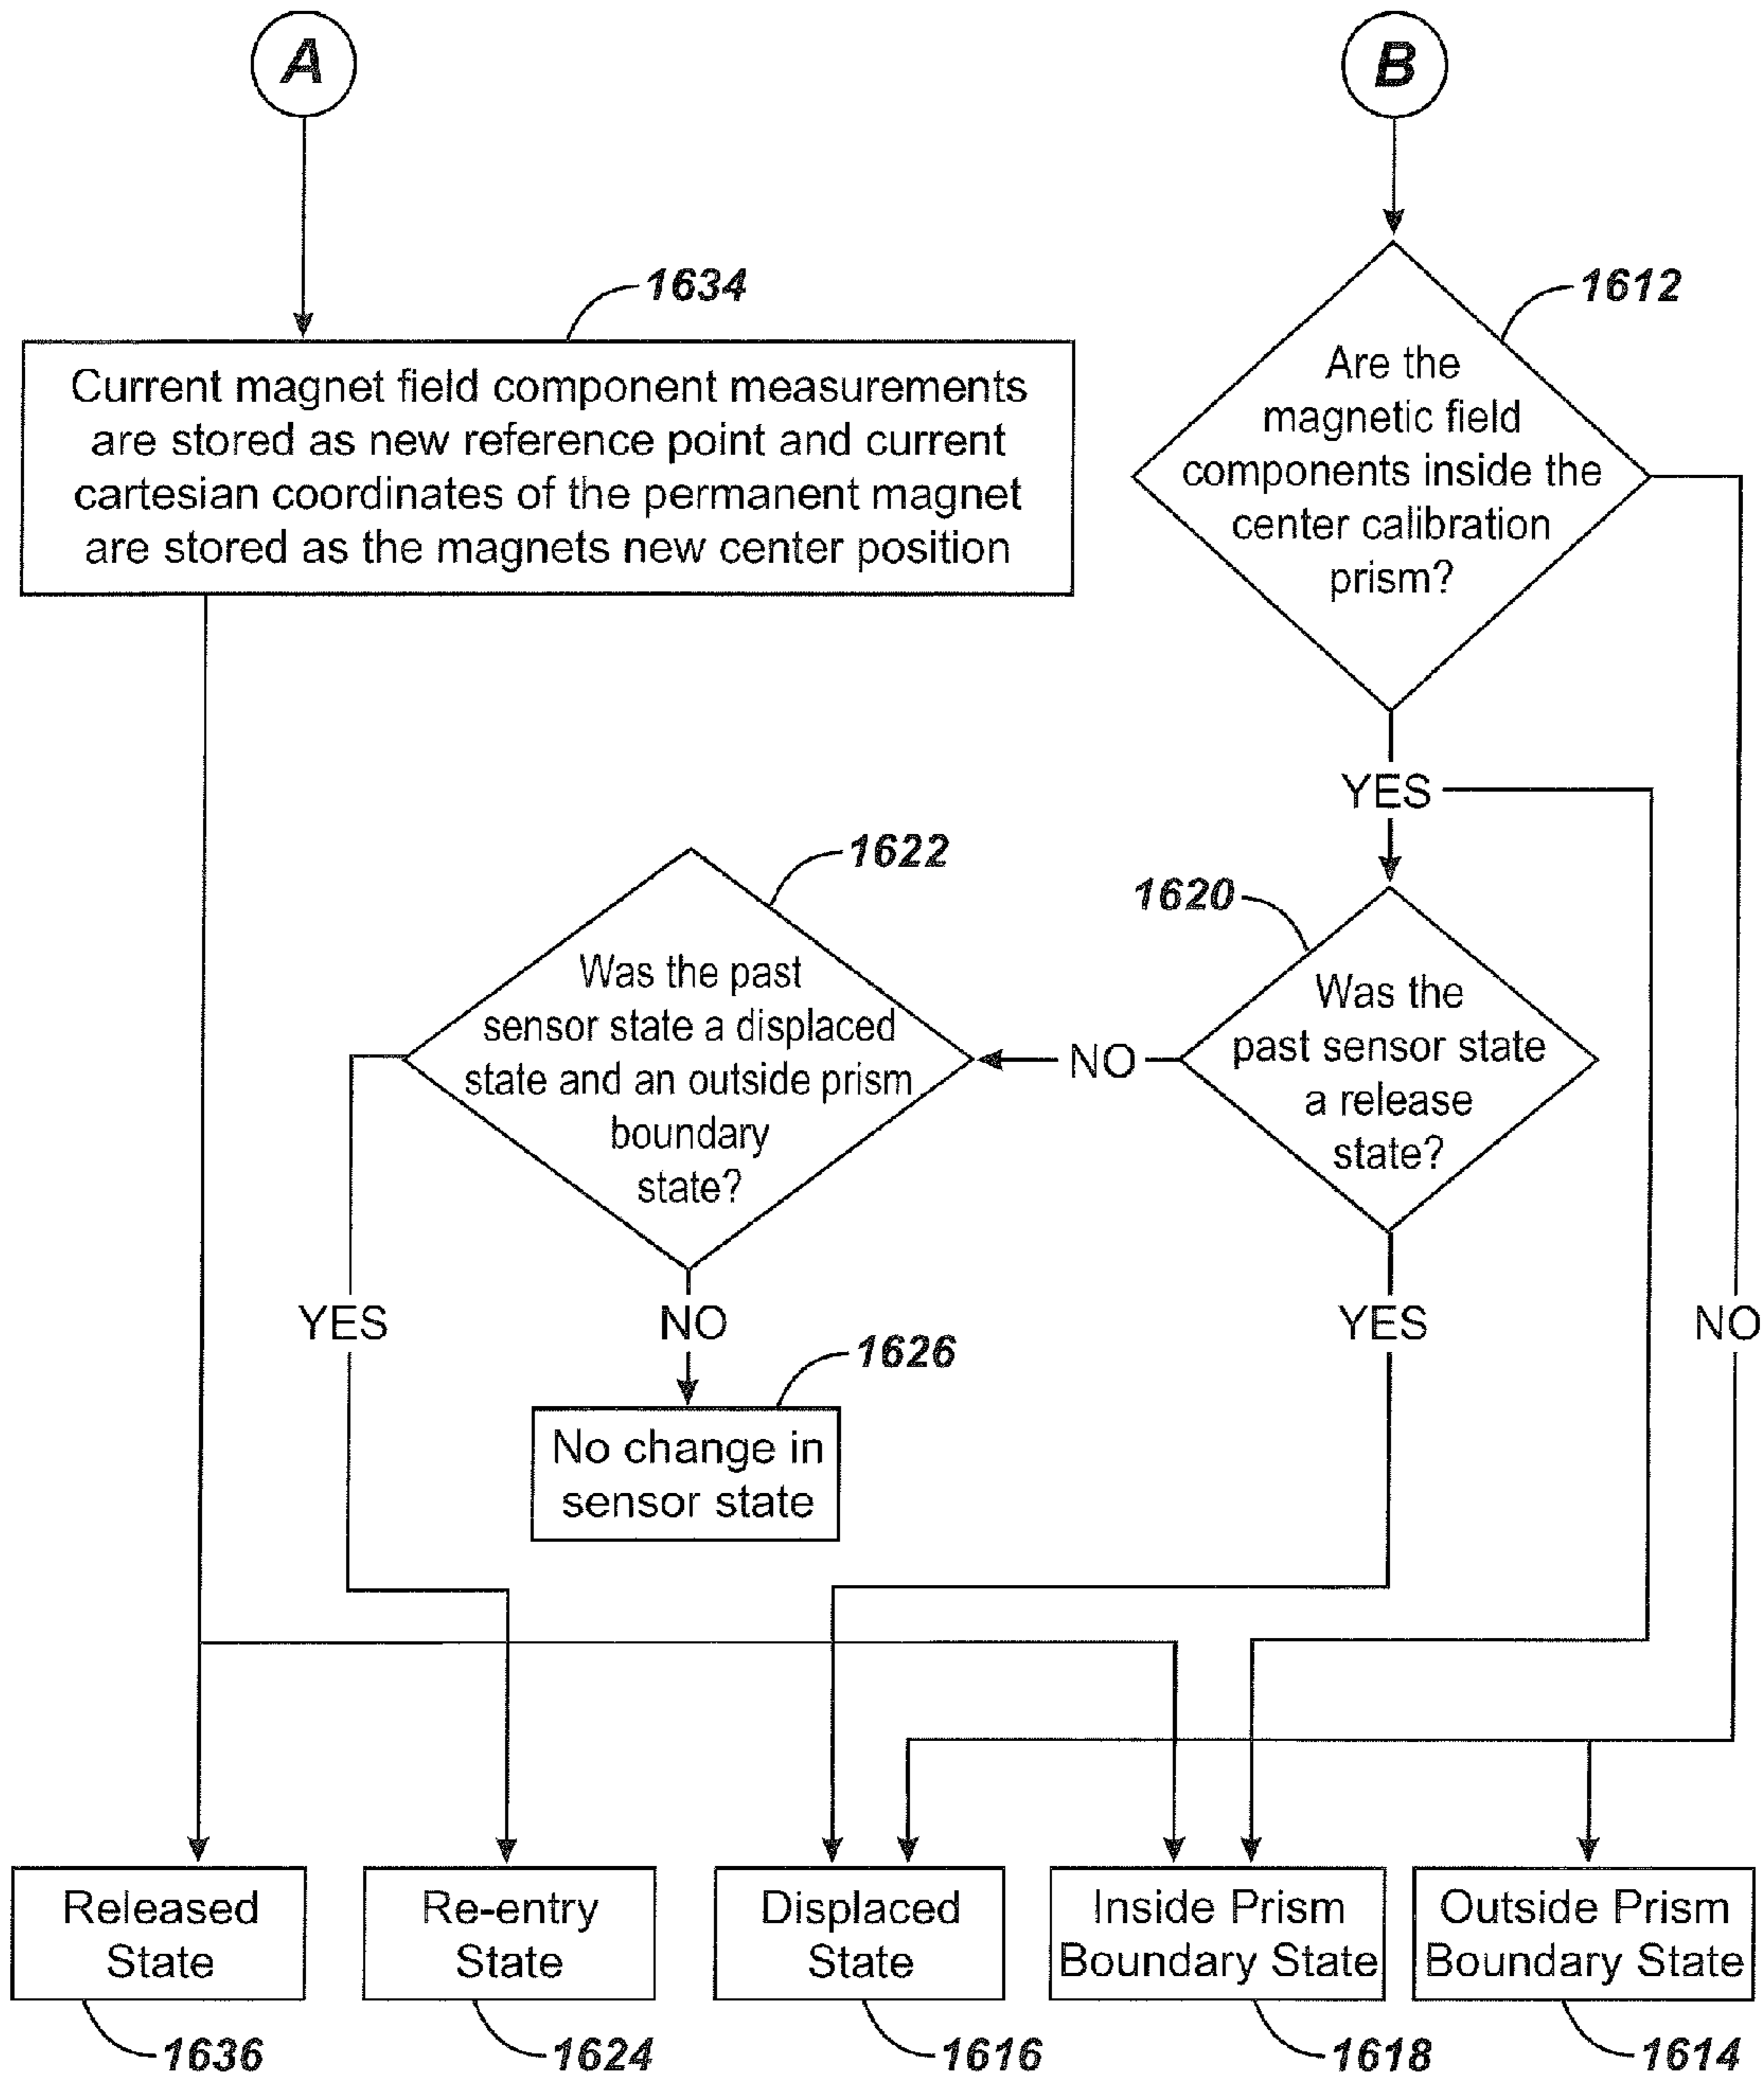 A
B
1634
1612
Current magnet field component measurements
are stored as new reference point and current
cartesian coordinates of the permanent magnet
are stored as the magnets new center position
Are the
magnetic field
components inside the
center calibration
prism?
YES
1622
1620
Was the past
sensor state a displaced
state and an outside prism
boundary
state?
NO
Was the
past sensor state
a release
state?
YES
NO
YES
NO
1626
No change in
sensor state
Released
State
Re-entry
State
Displaced
State
Inside Prism
Boundary State
Outside Prism
Boundary State
1636
1624
1616
1618
1614